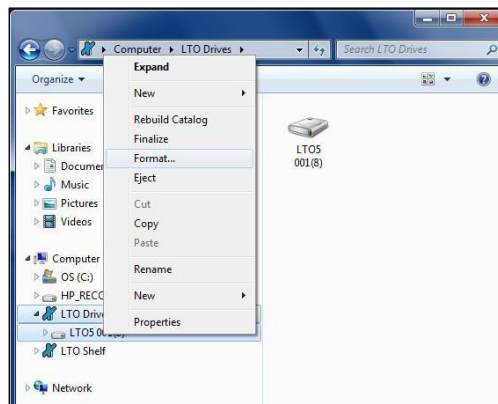 Computer
LTO Drives
Search LTO Drives
Organize
Expand
New
Rebuild Catalog
Finalize
Format...
Eject
Cut
Copy
Paste
Rename
New
Properties
Favorites
Libraries
Music
Pictures
Videos
Computer
OS (C:)
LTO Shelf
Network
LTO5
001(8)